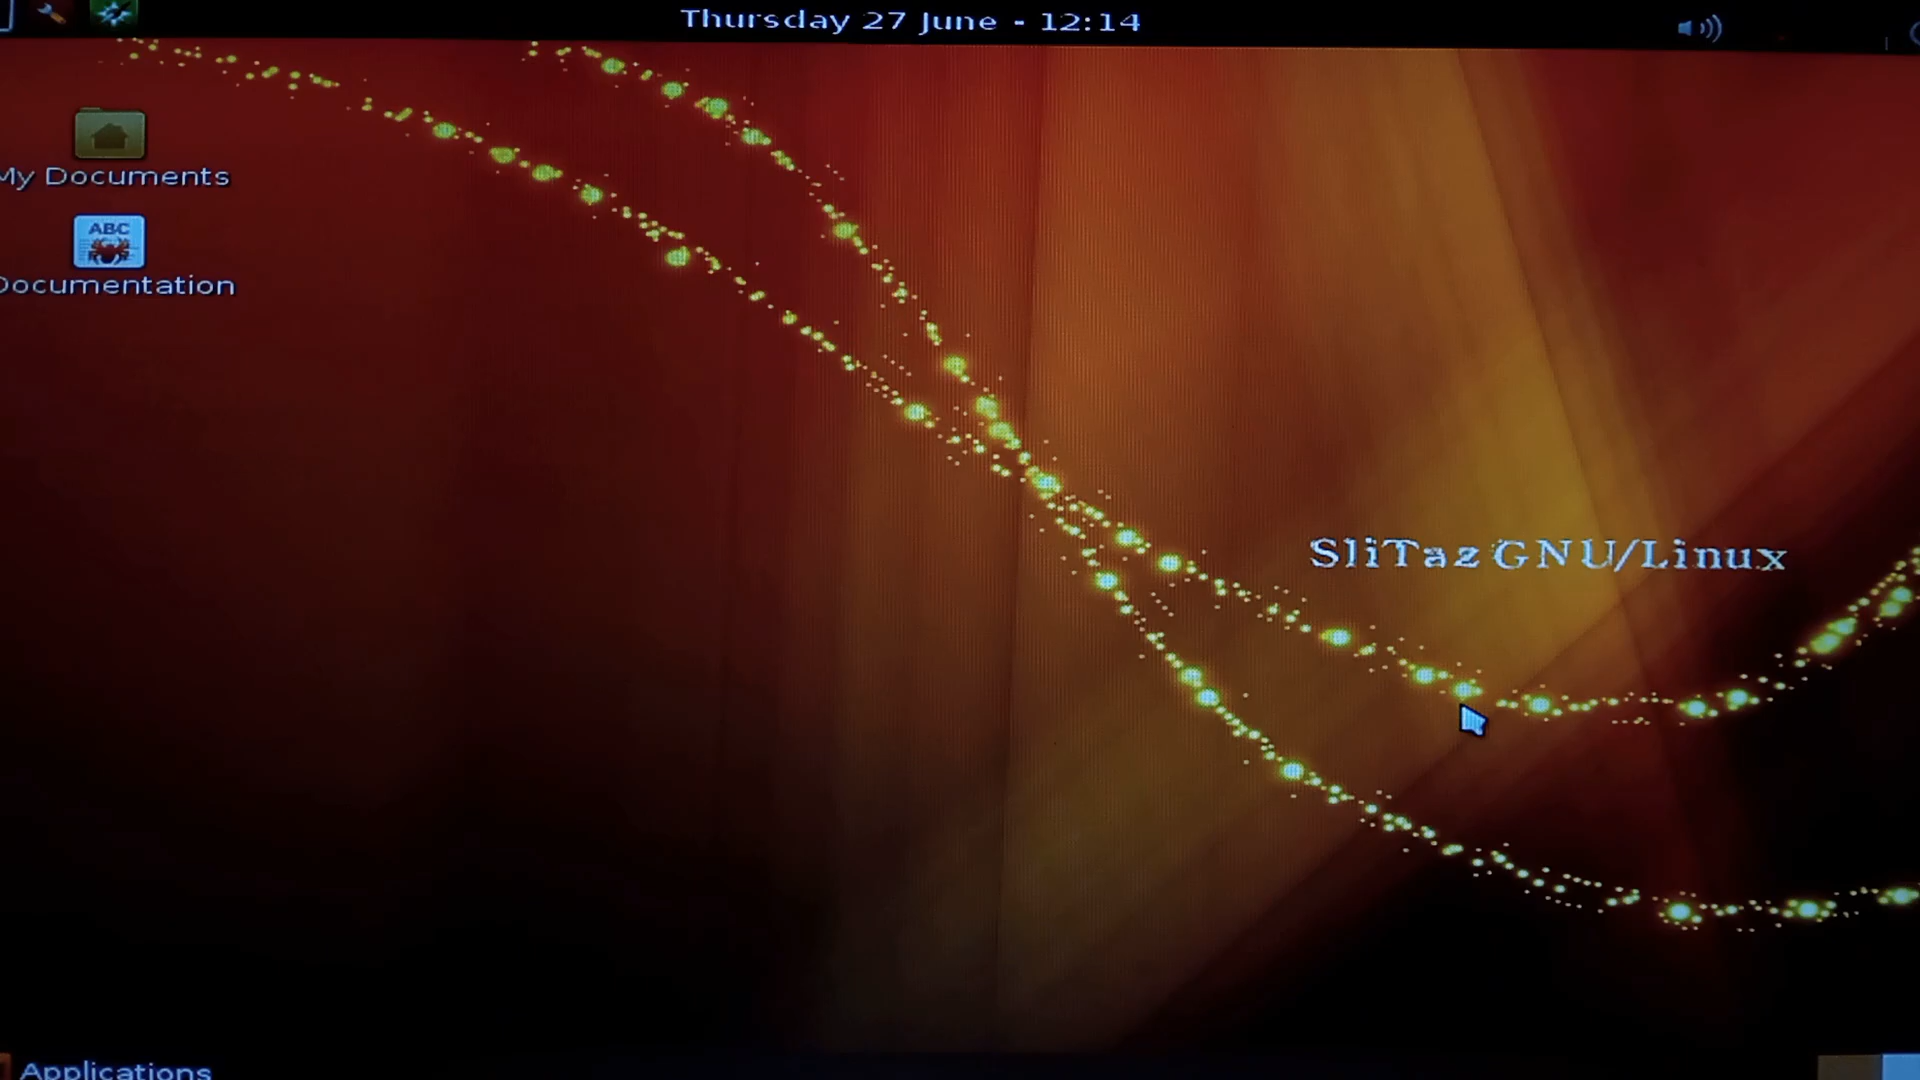 Thursday 27 June - 12:14
My Documents
ABC
Documentation
SliTaz GNU/Linux
Applications